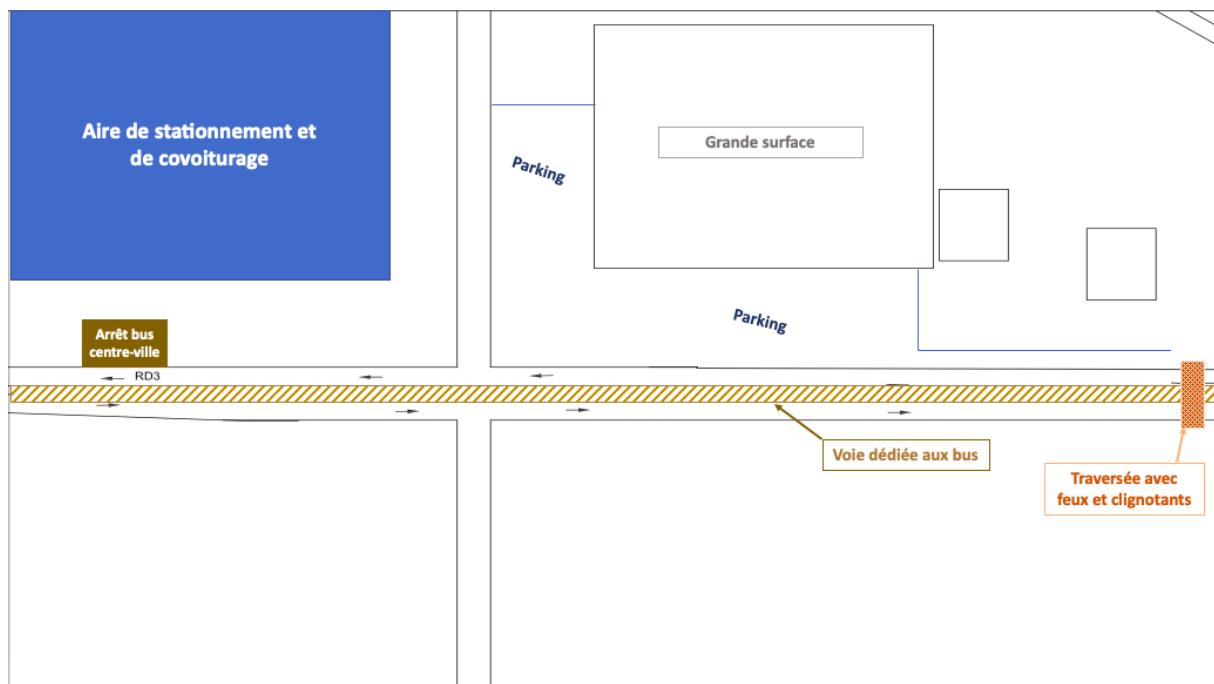 Aire de stationnement et
de covoiturage
Grande surface
Parking
Parking
Arrêt bus
centre-ville
RD3
Voie dédiée aux bus
Traversée avec
feux et clignotants